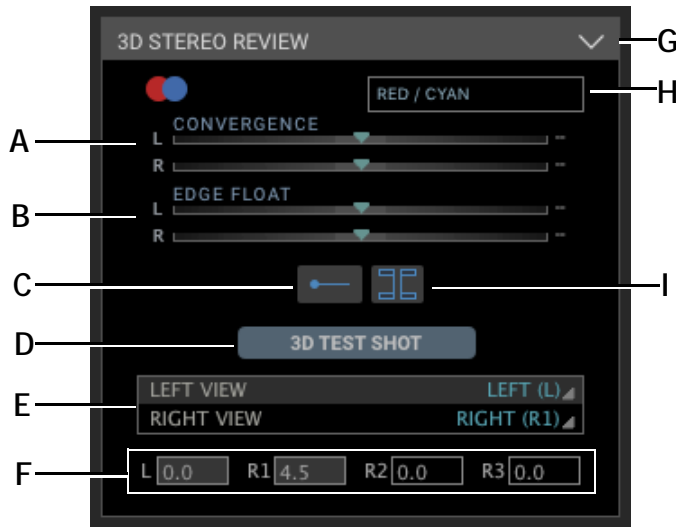 3D STEREO REVIEW
G
RED / CYAN
H
A
CONVERGENCE
L --
R --
B
EDGE FLOAT
L --
R --
C
I
D
3D TEST SHOT
E
LEFT VIEW LEFT (L)
RIGHT VIEW RIGHT (R1)
F
L 0.0 R1 4.5 R2 0.0 R3 0.0